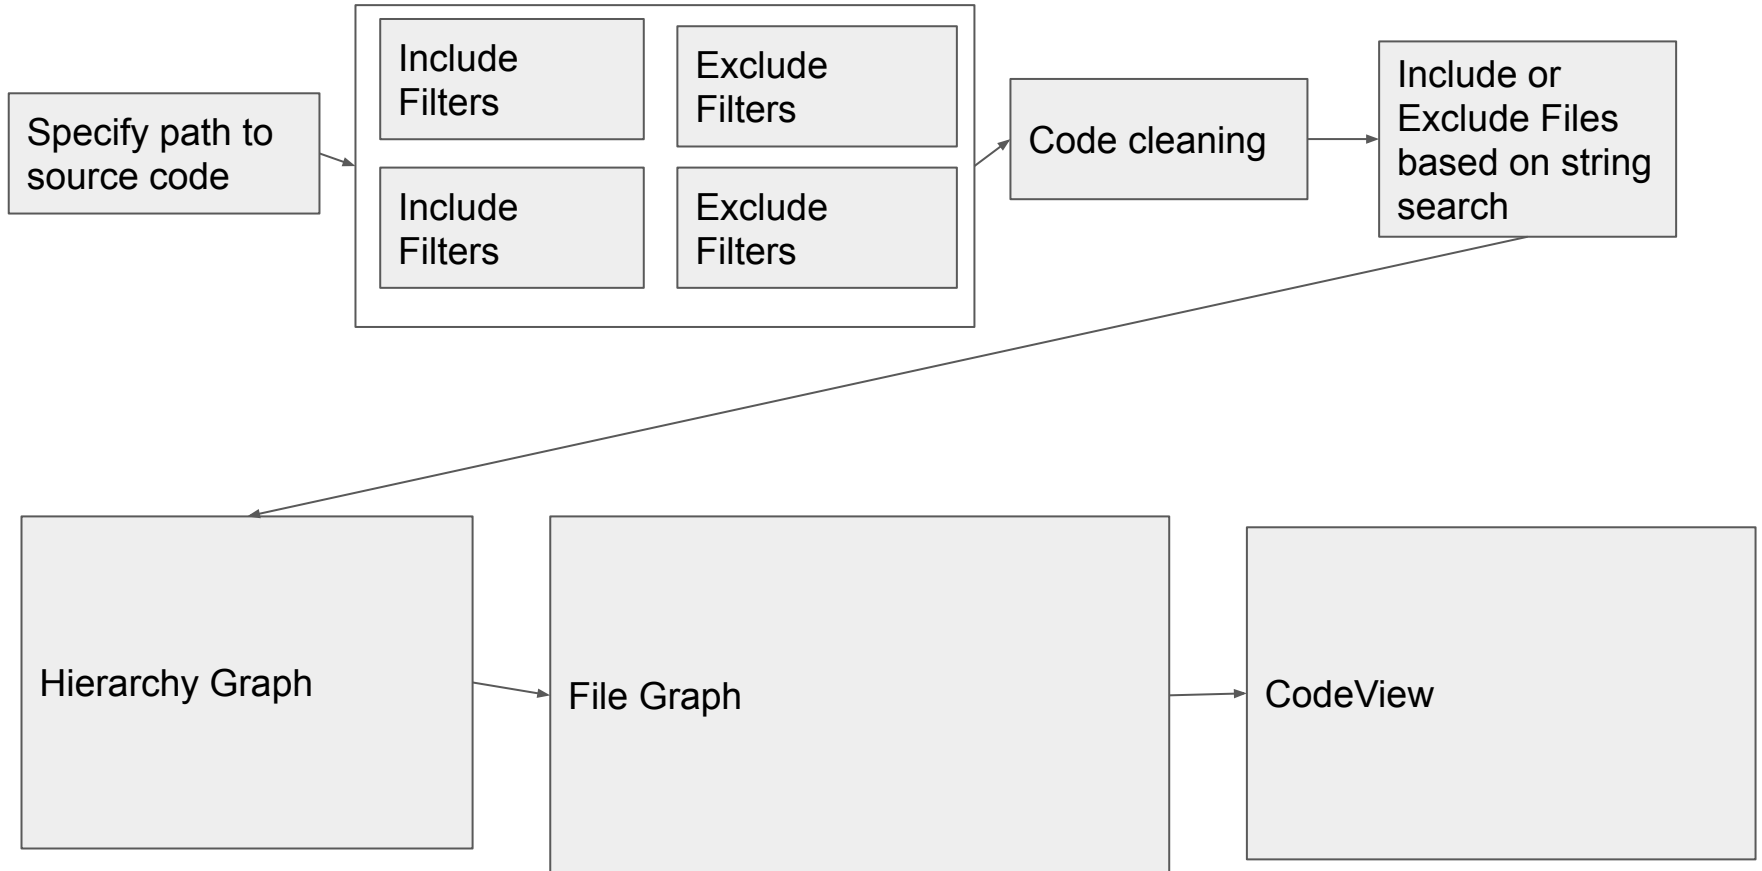 Specify path to
source code
Include
Filters
Exclude
Filters
Include
Filters
Exclude
Filters
Code cleaning
Include or
Exclude Files
based on string
search
Hierarchy Graph
File Graph
CodeView